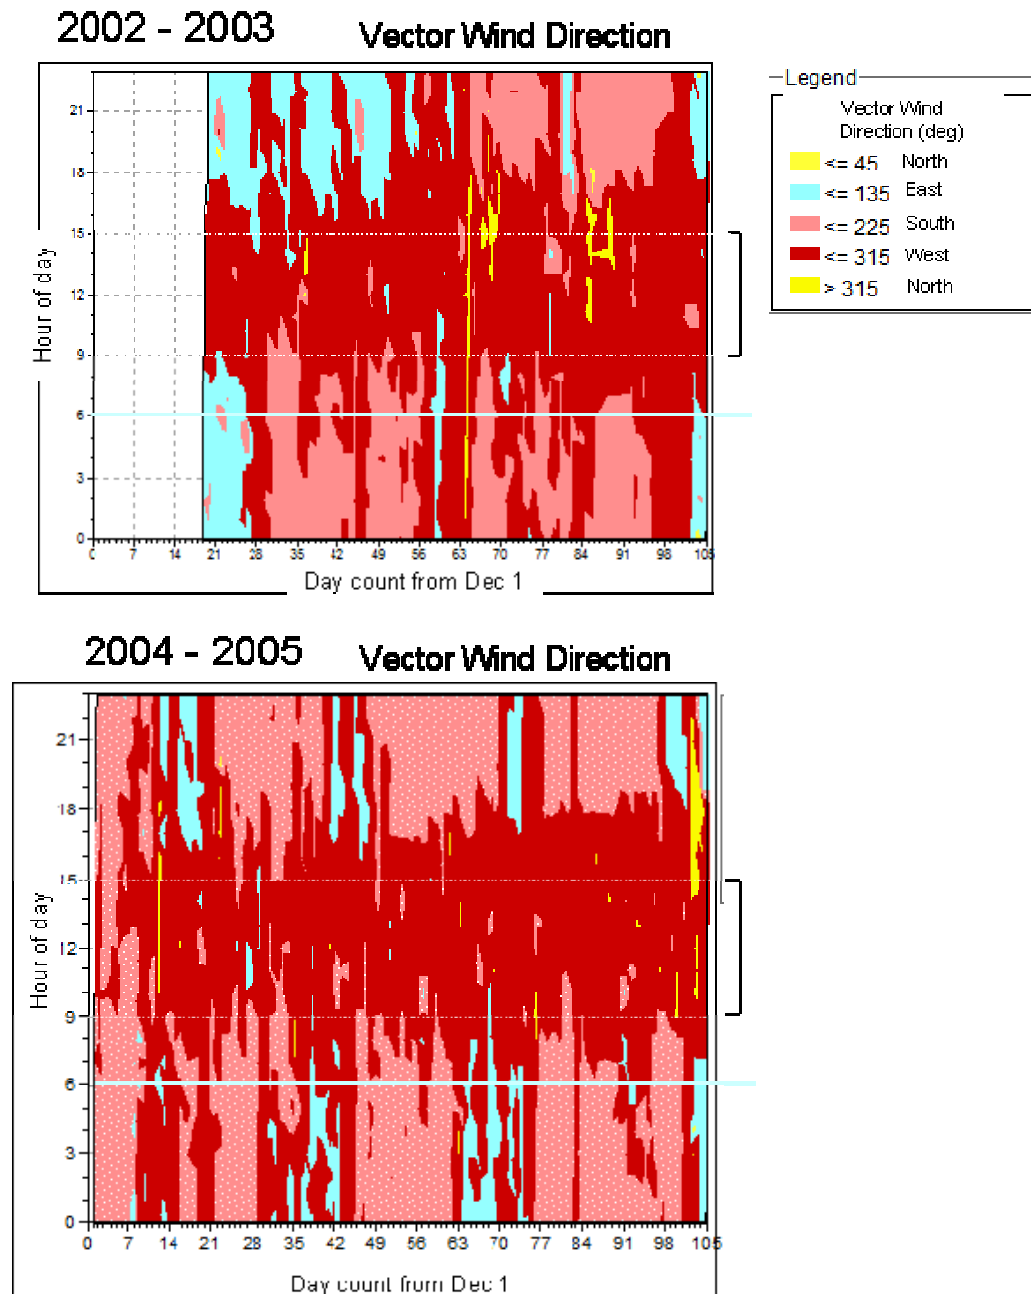 2002 - 2003 Vector Wind Direction
Legend
Vector Wind
Direction (deg)
<= 45 North
<= 135 East
<= 225 South
<= 315 West
> 315 North
Hour of day
21
18
15
12
9
6
3
0
0 7 14 21 28 35 42 49 56 63 70 77 84 91 98 105
Day count from Dec 1
2004 - 2005 Vector Wind Direction
Hour of day
21
18
15
12
9
6
3
0
0 7 14 21 28 35 42 49 56 63 70 77 84 91 98 105
Day count from Dec 1